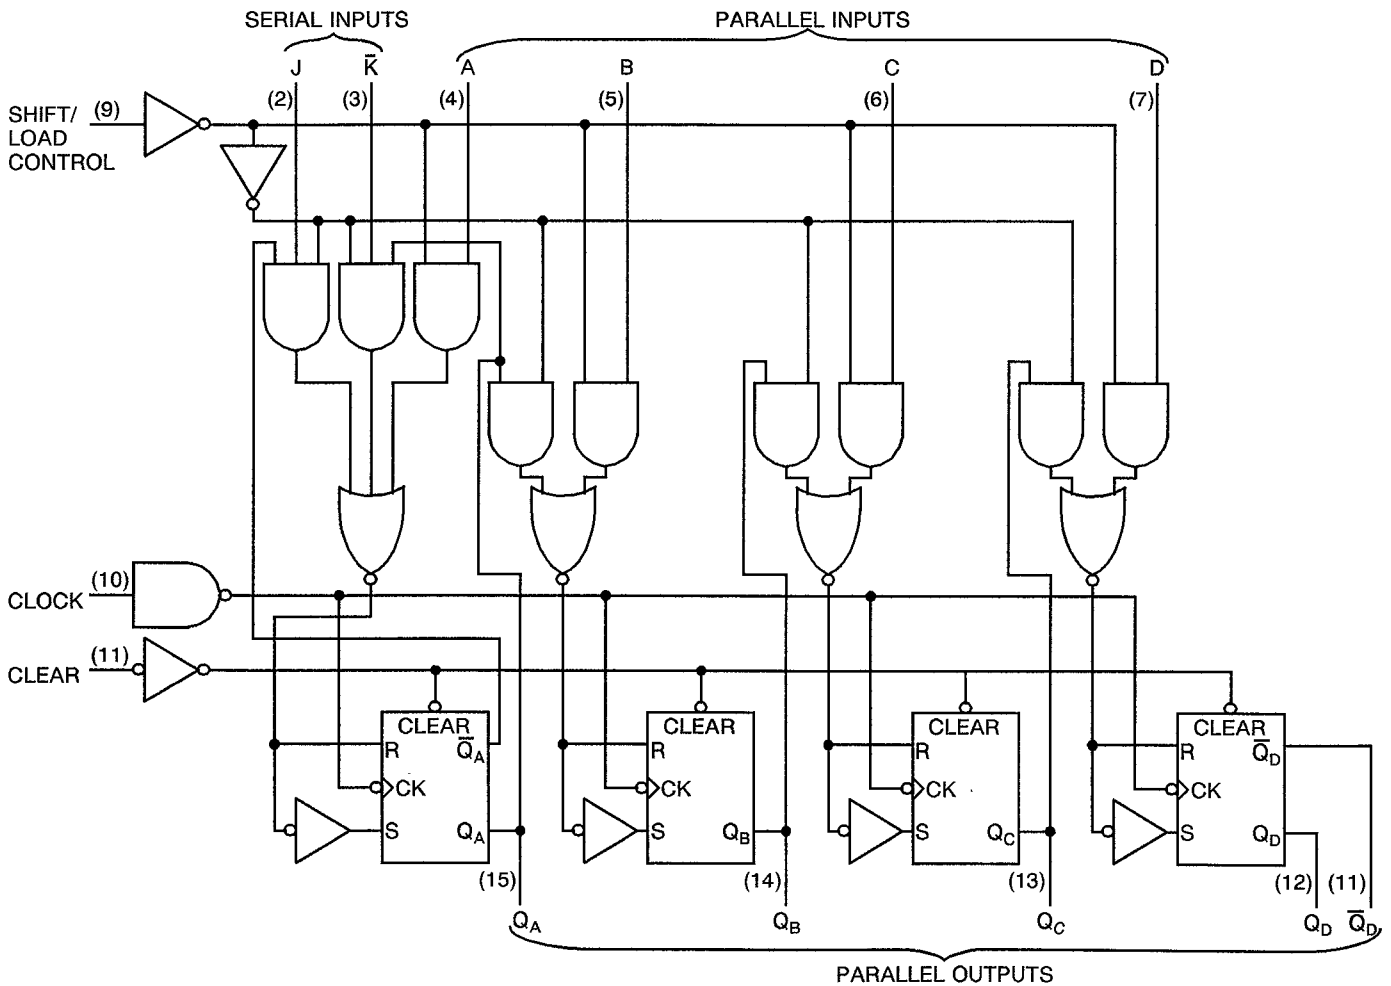 SERIAL INPUTS
PARALLEL INPUTS
J
K̅
A
B
C
D
(2)
(3)
(4)
(5)
(6)
(7)
SHIFT/
LOAD
CONTROL
(9)
CLOCK
(10)
CLEAR
(11)
CLEAR
R
Q̅A
CK
S
QA
CLEAR
R
CK
S
QB
CLEAR
R
CK
S
QC
CLEAR
R
Q̅D
CK
S
QD
(15)
(14)
(13)
(12)
(11)
QA
QB
QC
QD
Q̅D
PARALLEL OUTPUTS